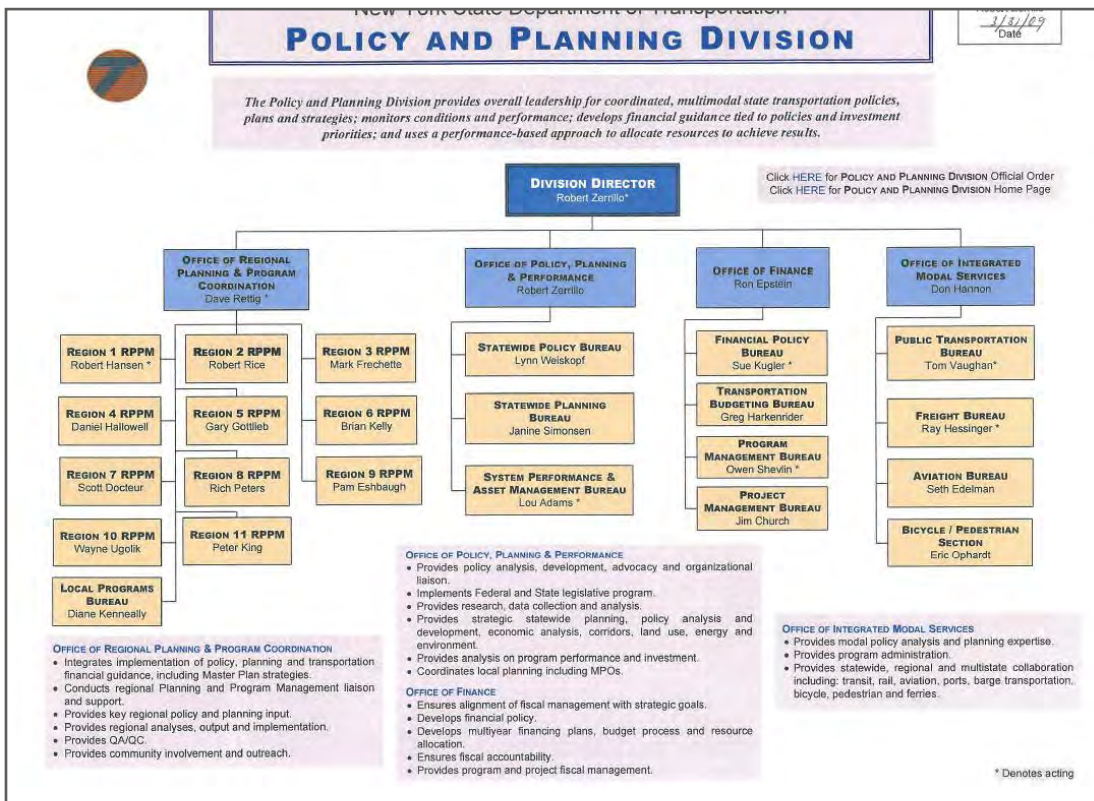 New York State Department of Transportation
POLICY AND PLANNING DIVISION
3/31/09
Date
The Policy and Planning Division provides overall leadership for coordinated, multimodal state transportation policies,
plans and strategies; monitors conditions and performance; develops financial guidance tied to policies and investment
priorities; and uses a performance-based approach to allocate resources to achieve results.
DIVISION DIRECTOR
Robert Zerrillo*
Click HERE for POLICY AND PLANNING DIVISION Official Order
Click HERE for POLICY AND PLANNING DIVISION Home Page
OFFICE OF REGIONAL
PLANNING & PROGRAM
COORDINATION
Dave Rettig *
OFFICE OF POLICY, PLANNING
& PERFORMANCE
Robert Zerrillo
OFFICE OF FINANCE
Ron Epstein
OFFICE OF INTEGRATED
MODAL SERVICES
Don Hannon
REGION 1 RPPM
Robert Hansen *
REGION 2 RPPM
Robert Rice
REGION 3 RPPM
Mark Frechette
REGION 4 RPPM
Daniel Hallowell
REGION 5 RPPM
Gary Gottlieb
REGION 6 RPPM
Brian Kelly
REGION 7 RPPM
Scott Docteur
REGION 8 RPPM
Rich Peters
REGION 9 RPPM
Pam Eshbaugh
REGION 10 RPPM
Wayne Ugolik
REGION 11 RPPM
Peter King
LOCAL PROGRAMS
BUREAU
Diane Kenneally
STATEWIDE POLICY BUREAU
Lynn Weiskopf
STATEWIDE PLANNING
BUREAU
Janine Simonsen
SYSTEM PERFORMANCE &
ASSET MANAGEMENT BUREAU
Lou Adams *
FINANCIAL POLICY
BUREAU
Sue Kugler *
TRANSPORTATION
BUDGETING BUREAU
Greg Harkenrider
PROGRAM
MANAGEMENT BUREAU
Owen Shevlin *
PROJECT
MANAGEMENT BUREAU
Jim Church
PUBLIC TRANSPORTATION
BUREAU
Tom Vaughan*
FREIGHT BUREAU
Ray Hessinger *
AVIATION BUREAU
Seth Edelman
BICYCLE / PEDESTRIAN
SECTION
Eric Ophardt
OFFICE OF REGIONAL PLANNING & PROGRAM COORDINATION
• Integrates implementation of policy, planning and transportation
financial guidance, including Master Plan strategies.
• Conducts regional Planning and Program Management liaison
and support.
• Provides key regional policy and planning input.
• Provides regional analyses, output and implementation.
• Provides QA/QC.
• Provides community involvement and outreach.
OFFICE OF POLICY, PLANNING & PERFORMANCE
• Provides policy analysis, development, advocacy and organizational
liaison.
• Implements Federal and State legislative program.
• Provides research, data collection and analysis.
• Provides strategic statewide planning, policy analysis and
development, economic analysis, corridors, land use, energy and
environment.
• Provides analysis on program performance and investment.
• Coordinates local planning including MPOs.
OFFICE OF FINANCE
• Ensures alignment of fiscal management with strategic goals.
• Develops financial policy.
• Develops multiyear financing plans, budget process and resource
allocation.
• Ensures fiscal accountability.
• Provides program and project fiscal management.
OFFICE OF INTEGRATED MODAL SERVICES
• Provides modal policy analysis and planning expertise.
• Provides program administration.
• Provides statewide, regional and multistate collaboration
including: transit, rail, aviation, ports, barge transportation,
bicycle, pedestrian and ferries.
* Denotes acting